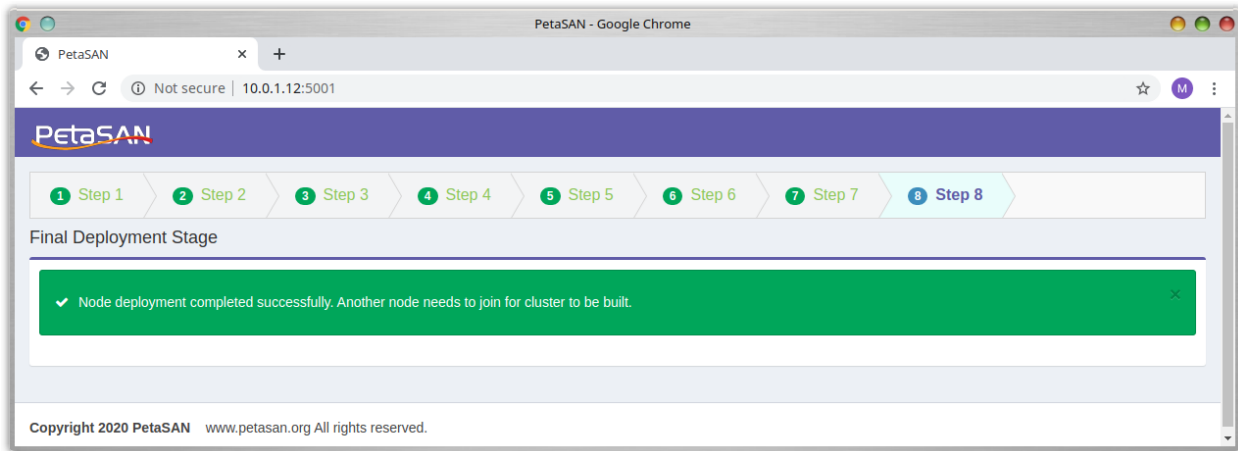 PetaSAN - Google Chrome
PetaSAN
Not secure | 10.0.1.12:5001
M
PetaSAN
1 Step 1 2 Step 2 3 Step 3 4 Step 4 5 Step 5 6 Step 6 7 Step 7 8 Step 8
Final Deployment Stage
Node deployment completed successfully. Another node needs to join for cluster to be built.
Copyright 2020 PetaSAN www.petasan.org All rights reserved.